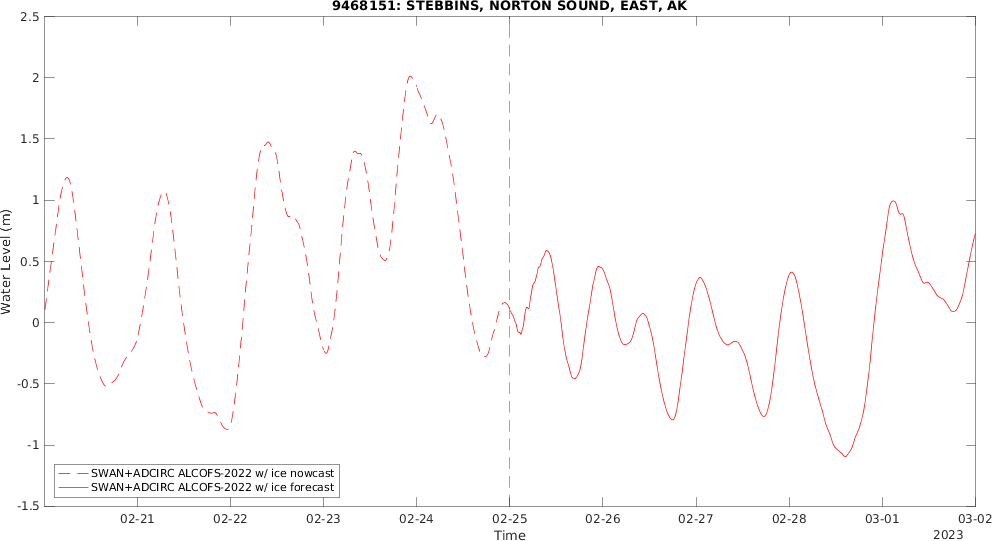 9468151: STEBBINS, NORTON SOUND, EAST, AK
2.5
2
1.5
1
0.5
0
-0.5
-1
-1.5
Water Level (m)
SWAN+ADCIRC ALCOFS-2022 w/ ice nowcast
SWAN+ADCIRC ALCOFS-2022 w/ ice forecast
02-21 02-22 02-23 02-24 02-25 02-26 02-27 02-28 03-01 03-02
Time
2023